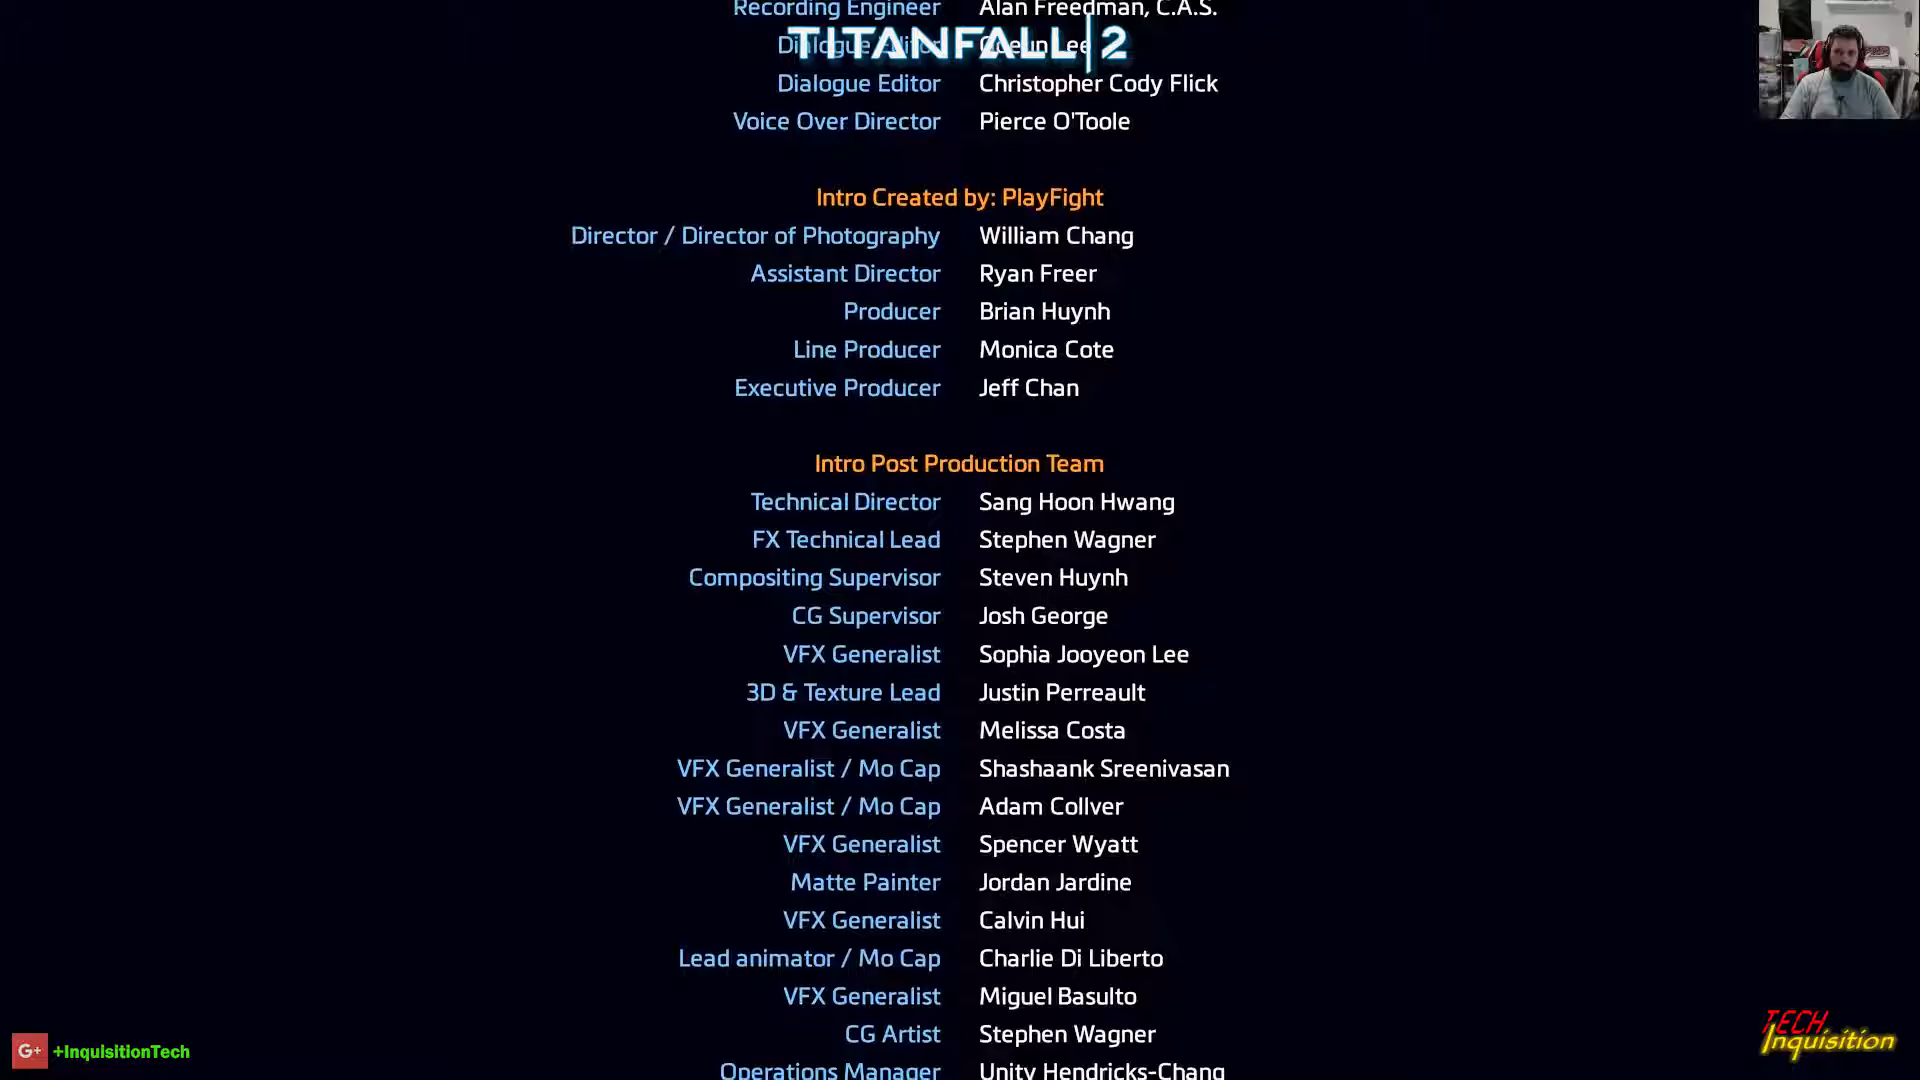 Recording Engineer Alan Freedman, C.A.S.
TITANFALL 2
Dialogue Editor Lee
Dialogue Editor Christopher Cody Flick
Voice Over Director Pierce O'Toole
Intro Created by: PlayFight
Director / Director of Photography William Chang
Assistant Director Ryan Freer
Producer Brian Huynh
Line Producer Monica Cote
Executive Producer Jeff Chan
Intro Post Production Team
Technical Director Sang Hoon Hwang
FX Technical Lead Stephen Wagner
Compositing Supervisor Steven Huynh
CG Supervisor Josh George
VFX Generalist Sophia Jooyeon Lee
3D & Texture Lead Justin Perreault
VFX Generalist Melissa Costa
VFX Generalist / Mo Cap Shashaank Sreenivasan
VFX Generalist / Mo Cap Adam Collver
VFX Generalist Spencer Wyatt
Matte Painter Jordan Jardine
VFX Generalist Calvin Hui
Lead animator / Mo Cap Charlie Di Liberto
VFX Generalist Miguel Basulto
CG Artist Stephen Wagner
Operations Manager Unity Hendricks-Chang
G+ +InquisitionTech
TECH
Inquisition